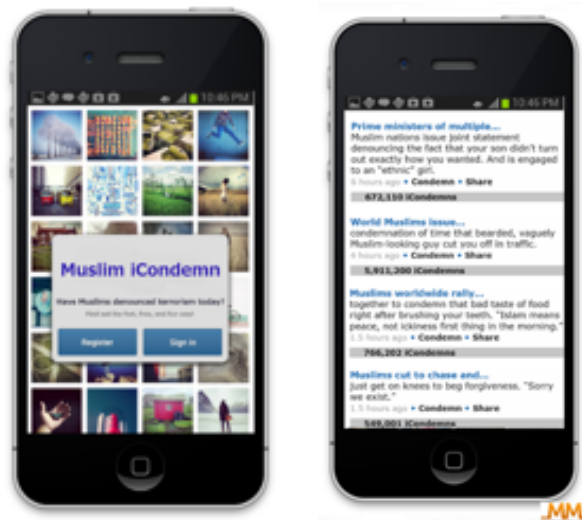 10:46 PM
Muslim iCondemn
Have Muslims denounced terrorism today?
Register
Sign in
10:46 PM
Prime ministers of multiple...
Muslim nations issue joint statement
denouncing the fact that your son didn't turn
out exactly how you wanted. And is engaged
to an "ethnic" girl.
6 hours ago • Condemn • Share
672,110 iCondemns
World Muslims issue...
condemnation of time that bearded, vaguely
Muslim-looking guy cut you off in traffic.
6 hours ago • Condemn • Share
5,911,200 iCondemns
Muslims worldwide rally...
together to condemn that bad taste of food
right after brushing your teeth. "Islam means
peace, not ickiness first thing in the morning."
1.5 hours ago • Condemn • Share
766,202 iCondemns
Muslims cut to chase and...
just get on knees to beg forgiveness. "Sorry
we exist."
1.5 hours ago • Condemn • Share
549,001 iCondemns
MM